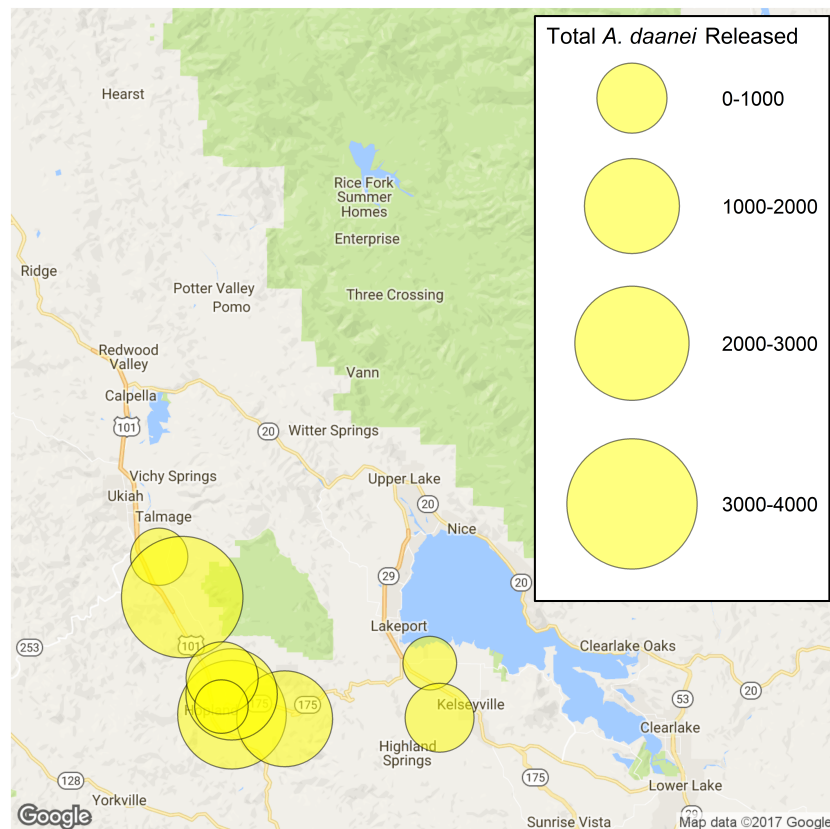 Total A. daanei Released
0-1000
1000-2000
2000-3000
3000-4000
Hearst
Rice Fork
Summer
Homes
Enterprise
Ridge
Potter Valley
Pomo
Three Crossing
Redwood
Valley
Vann
Calpella
101
20
Witter Springs
Vichy Springs
Upper Lake
Ukiah
20
Talmage
Nice
29
20
Lakeport
101
253
Clearlake Oaks
20
53
175
175
Kelseyville
Clearlake
Highland
Springs
128
175
Lower Lake
Yorkville
Sunrise Vista
Google
Map data ©2017 Google